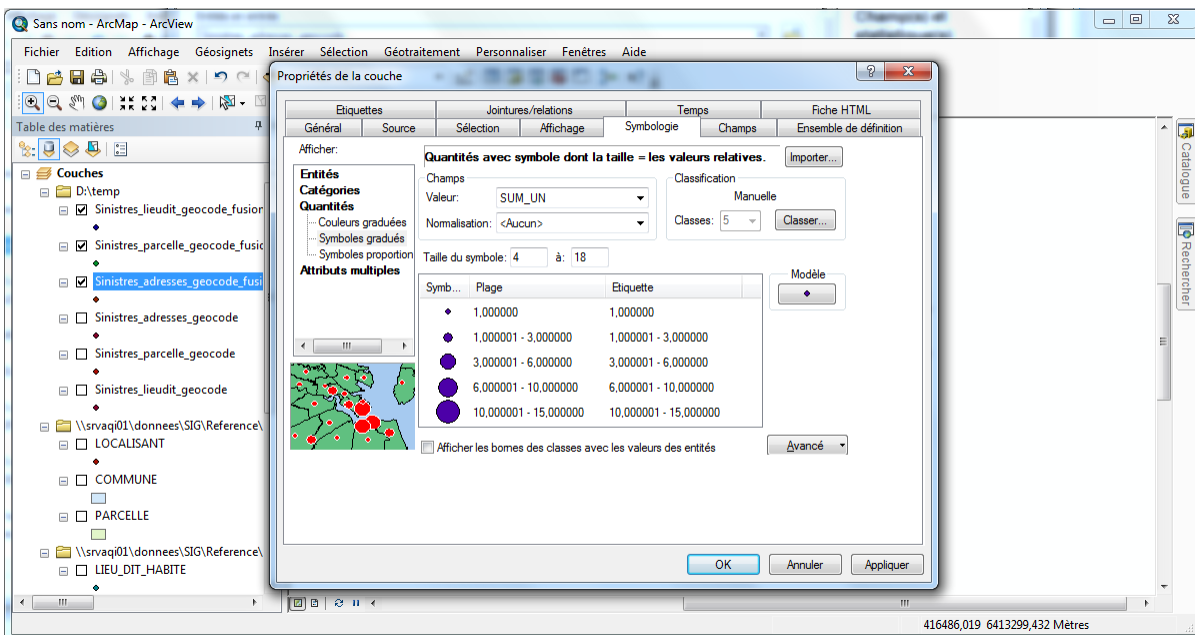 Sans nom - ArcMap - ArcView
Fichier Edition Affichage Géosignets Insérer Sélection Géotraitement Personnaliser Fenêtres Aide
Propriétés de la couche
Etiquettes Jointures/relations Temps Fiche HTML
Général Source Sélection Affichage Symbologie Champs Ensemble de définition
Afficher:
Entités
Catégories
Quantités
Couleurs graduées
Symboles gradués
Symboles proportion
Attributs multiples
Quantités avec symbole dont la taille = les valeurs relatives.
Importer...
Champs
Valeur: SUM_UN
Normalisation: <Aucun>
Classification
Manuelle
Classes: 5 Classer...
Taille du symbole: 4 à: 18
Symb... Plage Etiquette
1,000000 1,000000
1,000001 - 3,000000 1,000001 - 3,000000
3,000001 - 6,000000 3,000001 - 6,000000
6,000001 - 10,000000 6,000001 - 10,000000
10,000001 - 15,000000 10,000001 - 15,000000
Modèle
Afficher les bornes des classes avec les valeurs des entités
Avancé
OK Annuler Appliquer
Table des matières
Couches
D:\temp
Sinistres_lieudit_geocode_fusion
Sinistres_parcelle_geocode_fusic
Sinistres_adresses_geocode_fusi
Sinistres_adresses_geocode
Sinistres_parcelle_geocode
Sinistres_lieudit_geocode
\\srvaqi01\donnees\SIG\Reference\
LOCALISANT
COMMUNE
PARCELLE
\\srvaqi01\donnees\SIG\Reference\
LIEU_DIT_HABITE
Catalogue
Rechercher
416486,019 6413299,432 Mètres